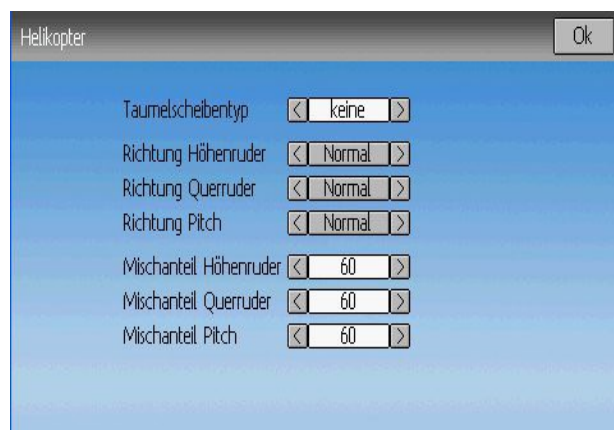 Helikopter Ok
Taumelscheibentyp < keine >
Richtung Höhenruder < Normal >
Richtung Querruder < Normal >
Richtung Pitch < Normal >
Mischanteil Höhenruder < 60 >
Mischanteil Querruder < 60 >
Mischanteil Pitch < 60 >